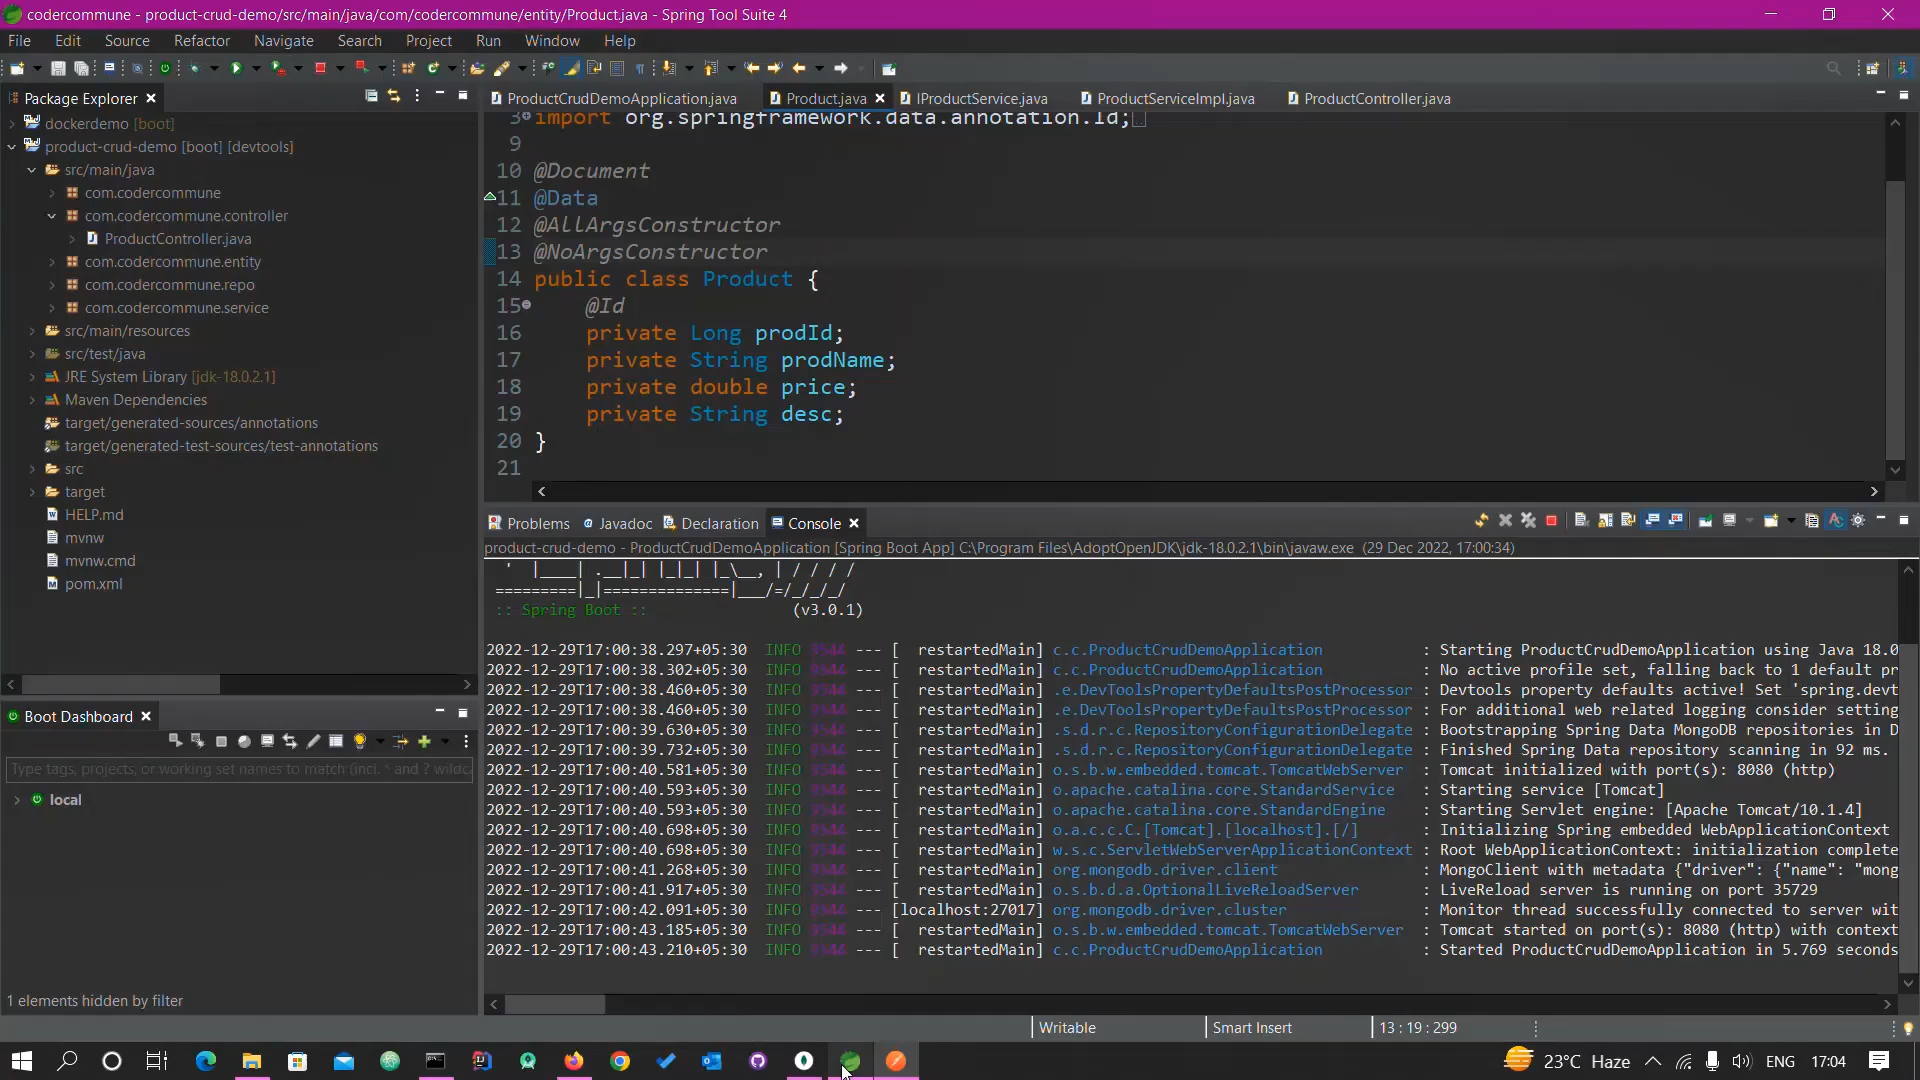 codercommune - product-crud-demo/src/main/java/com/codercommune/entity/Product.java - Spring Tool Suite 4
File Edit Source Refactor Navigate Search Project Run Window Help
Package Explorer
dockerdemo [boot]
product-crud-demo [boot] [devtools]
src/main/java
com.codercommune
com.codercommune.controller
ProductController.java
com.codercommune.entity
com.codercommune.repo
com.codercommune.service
src/main/resources
src/test/java
JRE System Library [jdk-18.0.2.1]
Maven Dependencies
target/generated-sources/annotations
target/generated-test-sources/test-annotations
src
target
HELP.md
mvnw
mvnw.cmd
pom.xml
Boot Dashboard
Type tags, projects, or working set names to match (incl. * and ? wildca
local
1 elements hidden by filter
ProductCrudDemoApplication.java Product.java IProductService.java ProductServiceImpl.java ProductController.java
3 import org.springframework.data.annotation.Id;
9
10 @Document
11 @Data
12 @AllArgsConstructor
13 @NoArgsConstructor
14 public class Product {
15 @Id
16 private Long prodId;
17 private String prodName;
18 private double price;
19 private String desc;
20 }
21
Problems Javadoc Declaration Console
product-crud-demo - ProductCrudDemoApplication [Spring Boot App] C:\Program Files\AdoptOpenJDK\jdk-18.0.2.1\bin\javaw.exe (29 Dec 2022, 17:00:34)
'  |____| .__|_| |_|_| |_\__, | / / / /
=========|_|==============|___/=/_/_/_/
:: Spring Boot :: (v3.0.1)
2022-12-29T17:00:38.297+05:30 INFO --- [ restartedMain] c.c.ProductCrudDemoApplication : Starting ProductCrudDemoApplication using Java 18.0
2022-12-29T17:00:38.302+05:30 INFO --- [ restartedMain] c.c.ProductCrudDemoApplication : No active profile set, falling back to 1 default pr
2022-12-29T17:00:38.460+05:30 INFO --- [ restartedMain] .e.DevToolsPropertyDefaultsPostProcessor : Devtools property defaults active! Set 'spring.devt
2022-12-29T17:00:38.460+05:30 INFO --- [ restartedMain] .e.DevToolsPropertyDefaultsPostProcessor : For additional web related logging consider setting
2022-12-29T17:00:39.630+05:30 INFO --- [ restartedMain] .s.d.r.c.RepositoryConfigurationDelegate : Bootstrapping Spring Data MongoDB repositories in D
2022-12-29T17:00:39.732+05:30 INFO --- [ restartedMain] .s.d.r.c.RepositoryConfigurationDelegate : Finished Spring Data repository scanning in 92 ms.
2022-12-29T17:00:40.581+05:30 INFO --- [ restartedMain] o.s.b.w.embedded.tomcat.TomcatWebServer : Tomcat initialized with port(s): 8080 (http)
2022-12-29T17:00:40.593+05:30 INFO --- [ restartedMain] o.apache.catalina.core.StandardService : Starting service [Tomcat]
2022-12-29T17:00:40.593+05:30 INFO --- [ restartedMain] o.apache.catalina.core.StandardEngine : Starting Servlet engine: [Apache Tomcat/10.1.4]
2022-12-29T17:00:40.698+05:30 INFO --- [ restartedMain] o.a.c.c.C.[Tomcat].[localhost].[/] : Initializing Spring embedded WebApplicationContext
2022-12-29T17:00:40.698+05:30 INFO --- [ restartedMain] w.s.c.ServletWebServerApplicationContext : Root WebApplicationContext: initialization complete
2022-12-29T17:00:41.268+05:30 INFO --- [ restartedMain] org.mongodb.driver.client : MongoClient with metadata {"driver": {"name": "mong
2022-12-29T17:00:41.917+05:30 INFO --- [ restartedMain] o.s.b.d.a.OptionalLiveReloadServer : LiveReload server is running on port 35729
2022-12-29T17:00:42.091+05:30 INFO --- [localhost:27017] org.mongodb.driver.cluster : Monitor thread successfully connected to server wit
2022-12-29T17:00:43.185+05:30 INFO --- [ restartedMain] o.s.b.w.embedded.tomcat.TomcatWebServer : Tomcat started on port(s): 8080 (http) with context
2022-12-29T17:00:43.210+05:30 INFO --- [ restartedMain] c.c.ProductCrudDemoApplication : Started ProductCrudDemoApplication in 5.769 seconds
Writable Smart Insert 13 : 19 : 299
23°C Haze ENG 17:04